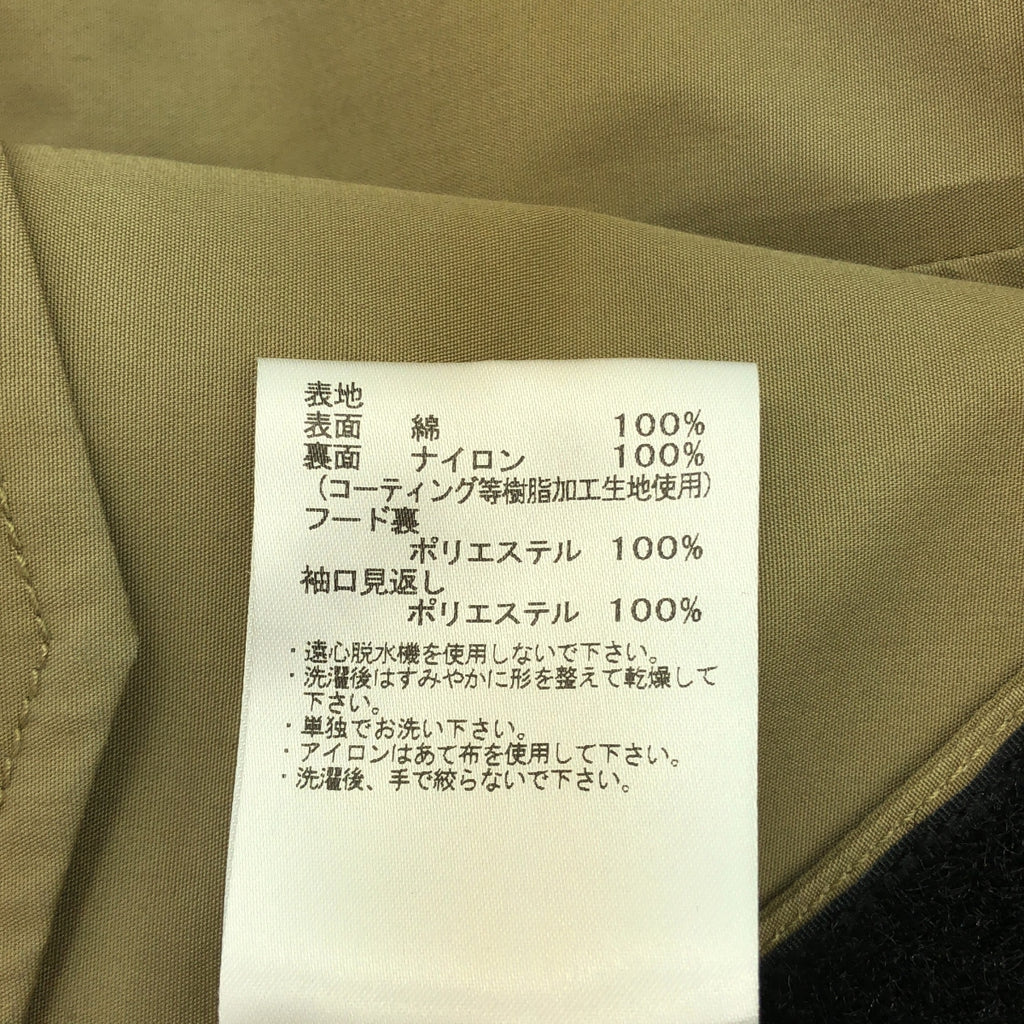 表地
表面 綿 100%
裏面 ナイロン 100%
（コーティング等樹脂加工生地使用）
フード裏
ポリエステル 100%
袖口見返し
ポリエステル 100%
・遠心脱水機を使用しないで下さい。
・洗濯後はすみやかに形を整えて乾燥して
下さい。
・単独でお洗い下さい。
・アイロンはあて布を使用して下さい。
・洗濯後、手で絞らないで下さい。